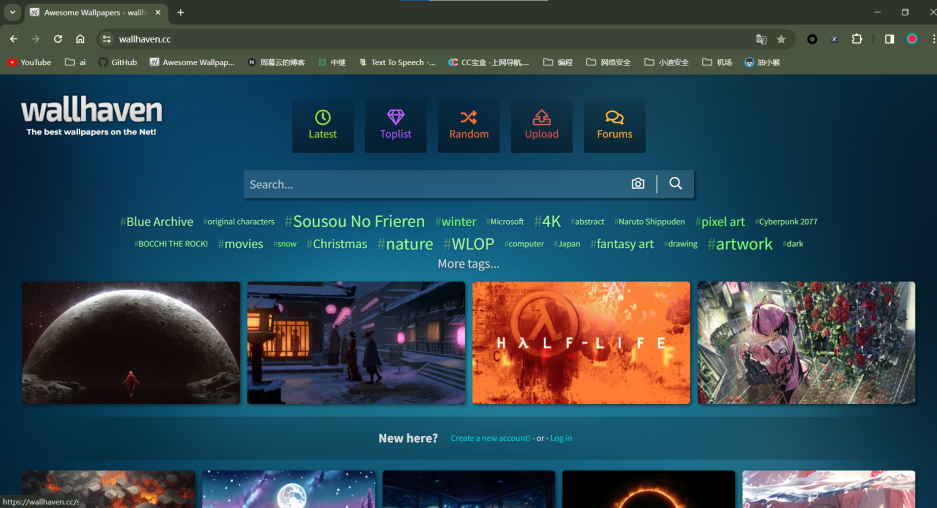 Awesome Wallpapers - wallh
wallhaven.cc
YouTube ai GitHub Awesome Wallpap... 周幕云的博客 中继 Text To Speech -... CC宝盒 -上网导航,... 编程 网络安全 小迪安全 机场 油小猴
wallhaven
The best wallpapers on the Net!
Latest Toplist Random Upload Forums
Search...
#Blue Archive #original characters #Sousou No Frieren #winter #Microsoft #4K #abstract #Naruto Shippuden #pixel art #Cyberpunk 2077
#BOCCHI THE ROCK! #movies #snow #Christmas #nature #WLOP #computer #Japan #fantasy art #drawing #artwork #dark
More tags...
HλLF-LIFE
New here? Create a new account! - or - Log in
https://wallhaven.cc/